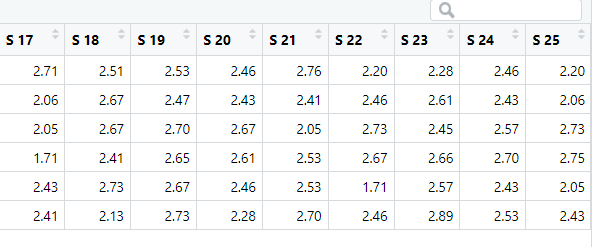 S 17 S 18 S 19 S 20 S 21 S 22 S 23 S 24 S 25
2.71 2.51 2.53 2.46 2.76 2.20 2.28 2.46 2.20
2.06 2.67 2.47 2.43 2.41 2.46 2.61 2.43 2.06
2.05 2.67 2.70 2.67 2.05 2.73 2.45 2.57 2.73
1.71 2.41 2.65 2.61 2.53 2.67 2.66 2.70 2.75
2.43 2.73 2.67 2.46 2.53 1.71 2.57 2.43 2.05
2.41 2.13 2.73 2.28 2.70 2.46 2.89 2.53 2.43